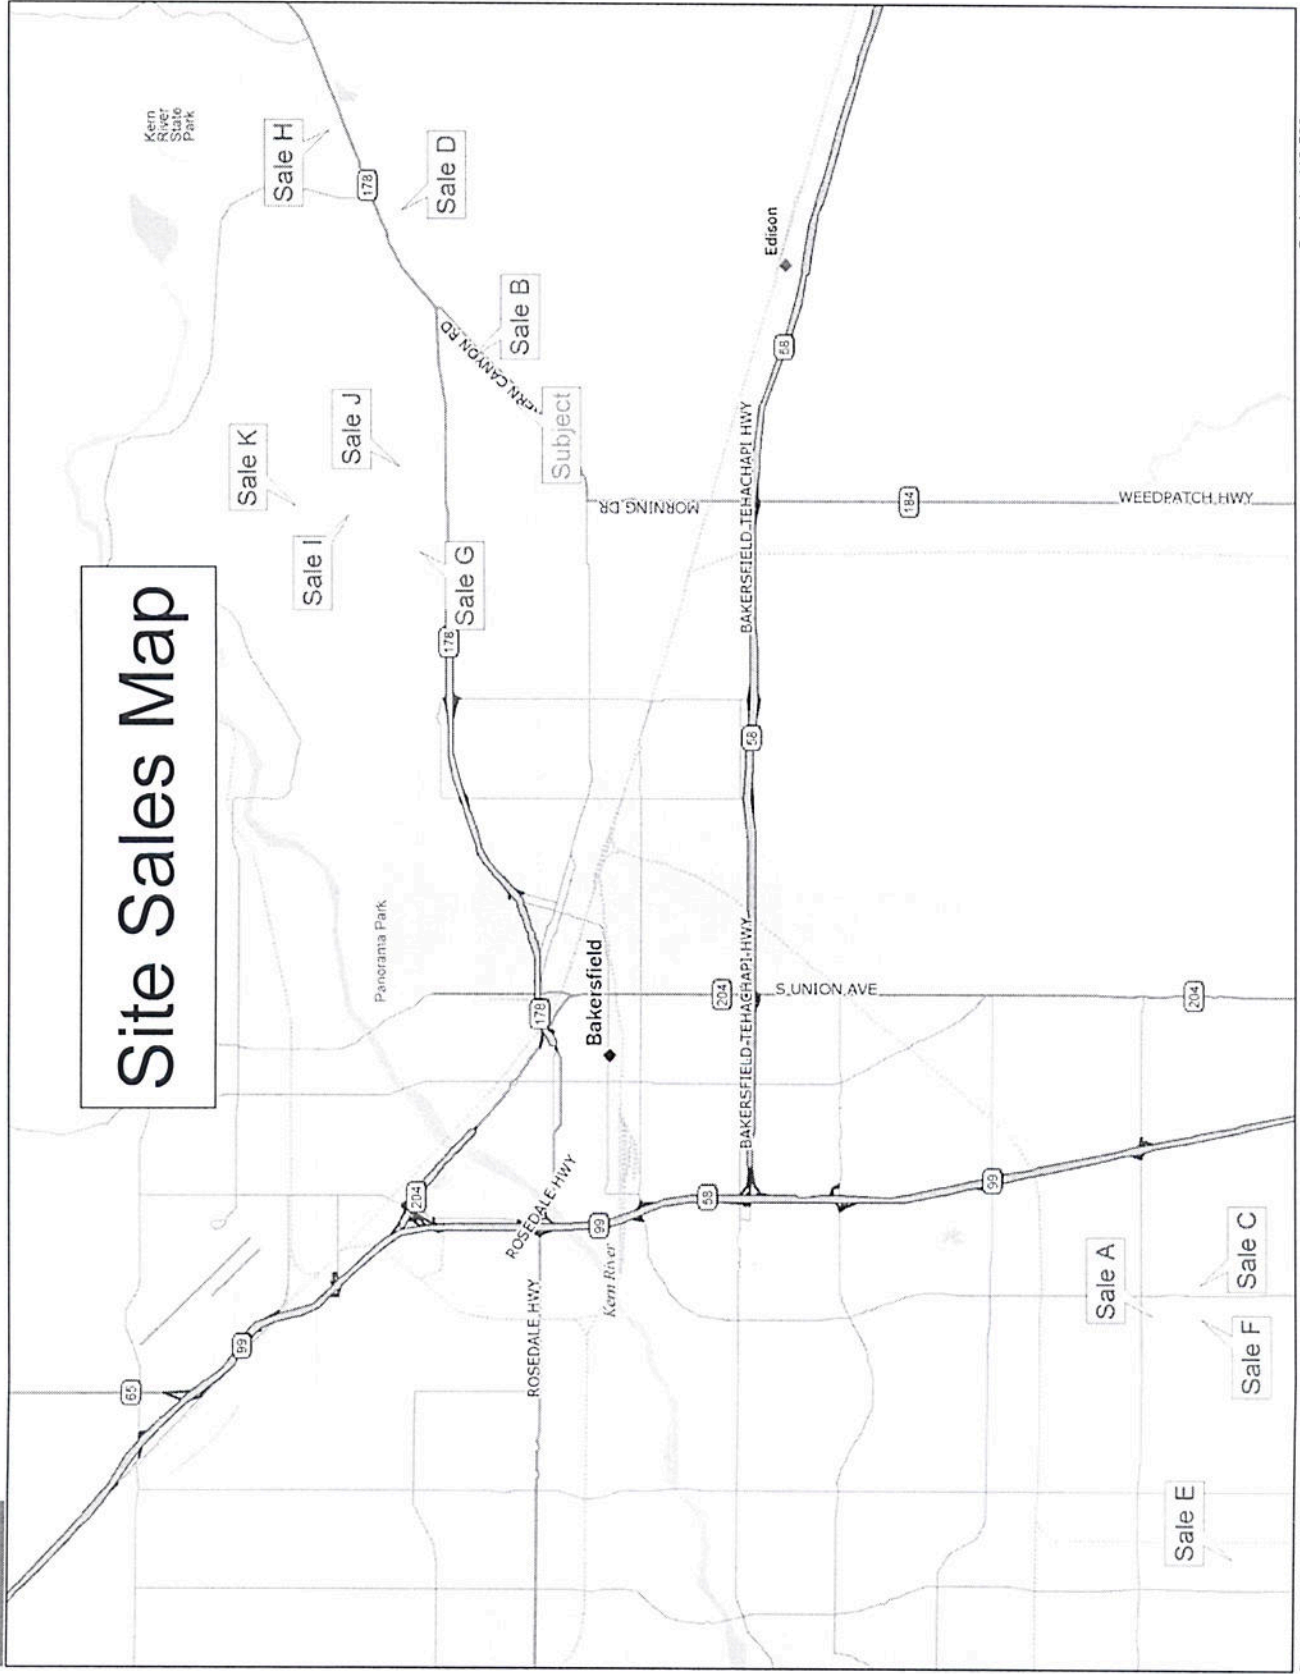 Site Sales Map
Kern
River
State
Park
Sale H
178
Sale D
Sale K
Sale J
Sale B
KERN CANYON RD
Subject
Sale I
Sale G
178
Edison
58
MORNING DR
BAKERSFIELD TEHACHAPI HWY
184
WEEDPATCH HWY
58
Panorama Park
178
Bakersfield
204
S UNION AVE
204
BAKERSFIELD-TEHACHAPI-HWY
204
ROSEDALE HWY
99
58
99
Kern River
ROSEDALE HWY
99
65
Sale A
Sale C
Sale F
Sale E